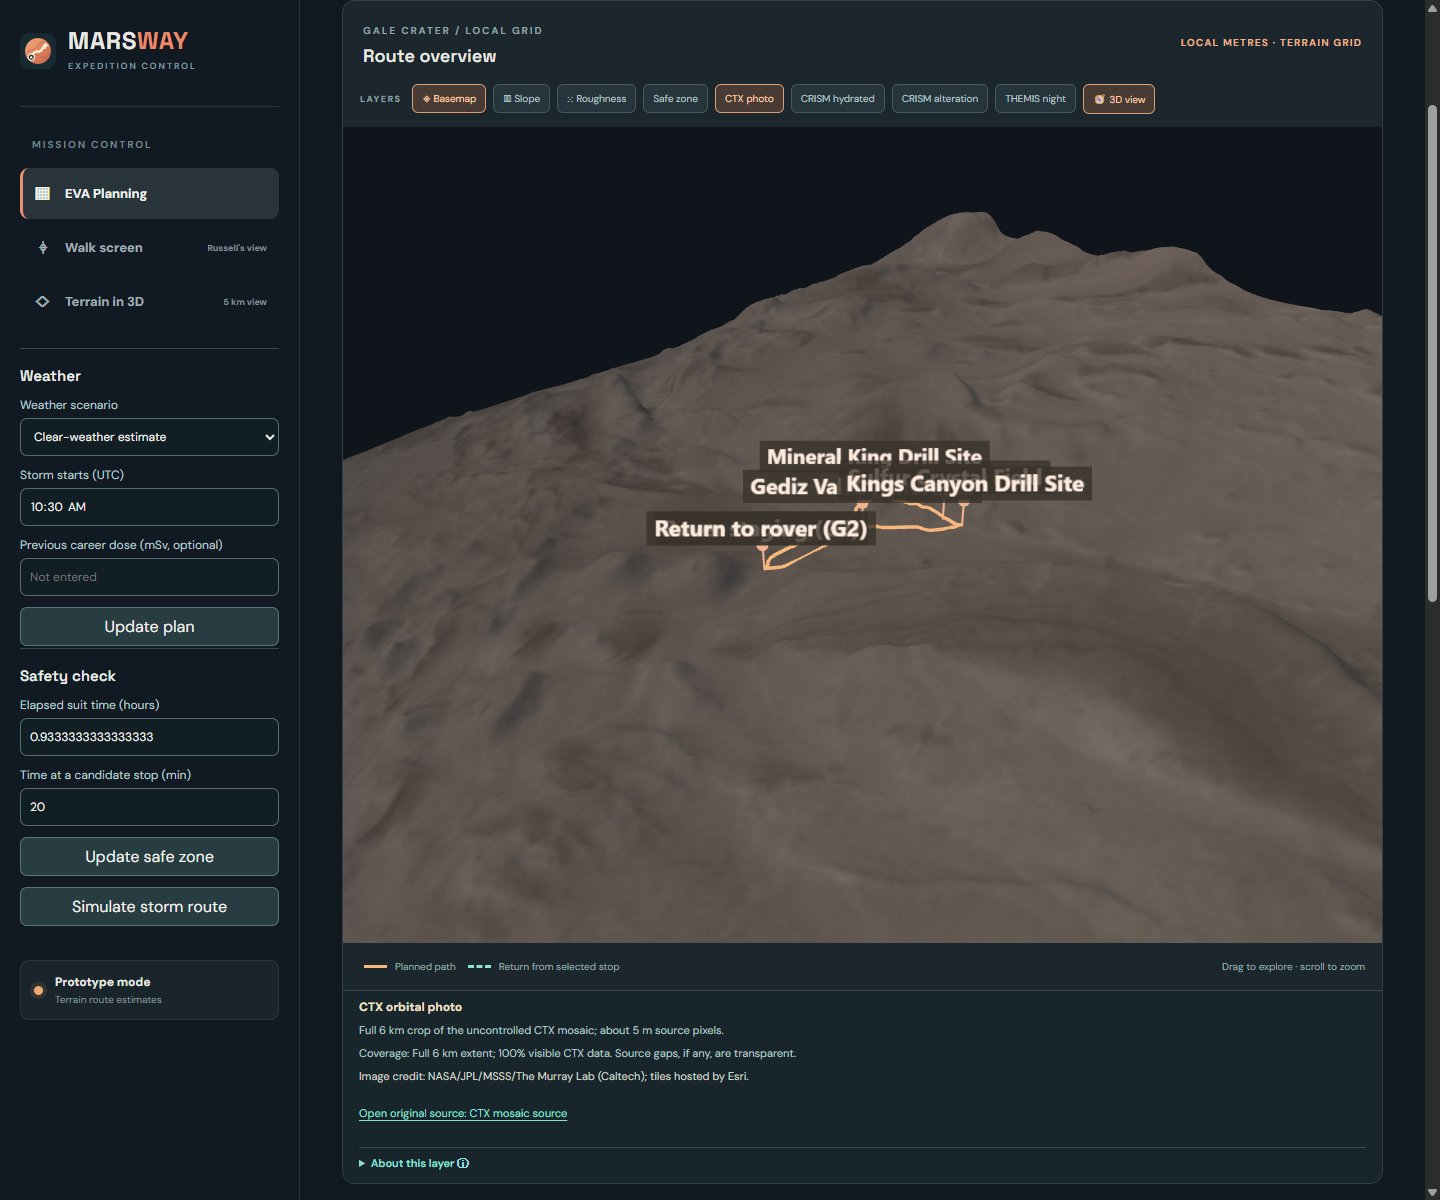 MARSWAY
EXPEDITION CONTROL
MISSION CONTROL
EVA Planning
Walk screen
Russell's view
Terrain in 3D
5 km view
Weather
Weather scenario
Clear-weather estimate
Storm starts (UTC)
10:30 AM
Previous career dose (mSv, optional)
Not entered
Update plan
Safety check
Elapsed suit time (hours)
0.9333333333333333
Time at a candidate stop (min)
20
Update safe zone
Simulate storm route
Prototype mode
Terrain route estimates
GALE CRATER / LOCAL GRID
Route overview
LOCAL METRES · TERRAIN GRID
LAYERS
Basemap
Slope
Roughness
Safe zone
CTX photo
CRISM hydrated
CRISM alteration
THEMIS night
3D view
Mineral King Drill Site
Sulfur Crystal Field
Gediz Va
Kings Canyon Drill Site
Return to rover (G2)
Planned path
Return from selected stop
Drag to explore · scroll to zoom
CTX orbital photo
Full 6 km crop of the uncontrolled CTX mosaic; about 5 m source pixels.
Coverage: Full 6 km extent; 100% visible CTX data. Source gaps, if any, are transparent.
Image credit: NASA/JPL/MSSS/The Murray Lab (Caltech); tiles hosted by Esri.
Open original source: CTX mosaic source
About this layer